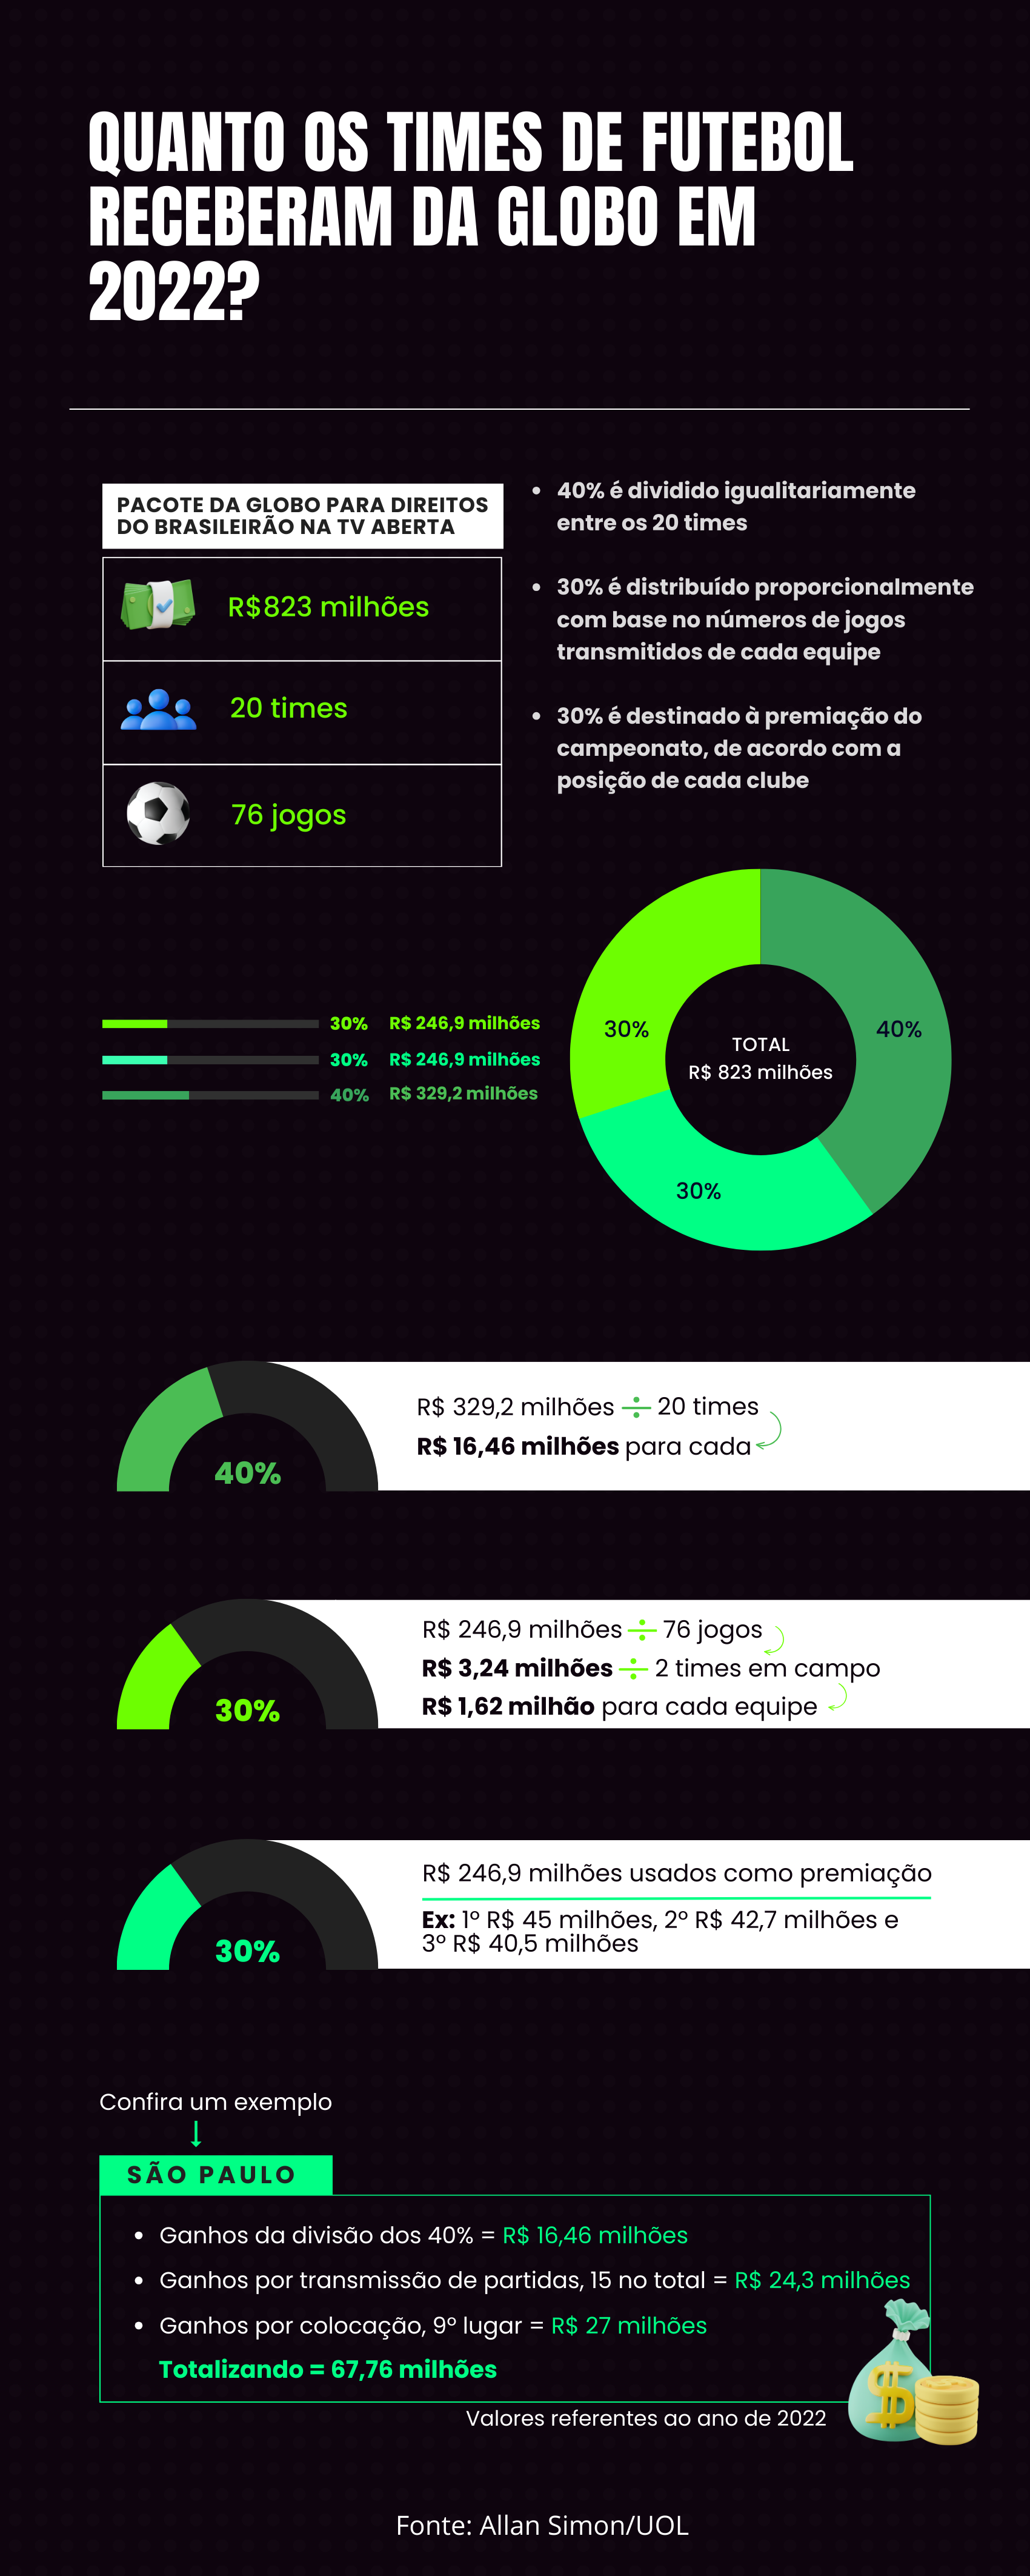 QUANTO OS TIMES DE FUTEBOL
RECEBERAM DA GLOBO EM
2022?
PACOTE DA GLOBO PARA DIREITOS
DO BRASILEIRÃO NA TV ABERTA
R$823 milhões
20 times
76 jogos
• 40% é dividido igualitariamente
entre os 20 times
• 30% é distribuído proporcionalmente
com base no números de jogos
transmitidos de cada equipe
• 30% é destinado à premiação do
campeonato, de acordo com a
posição de cada clube
30% R$ 246,9 milhões
30% R$ 246,9 milhões
40% R$ 329,2 milhões
30%
40%
TOTAL
R$ 823 milhões
30%
40%
R$ 329,2 milhões ÷ 20 times
R$ 16,46 milhões para cada
30%
R$ 246,9 milhões ÷ 76 jogos
R$ 3,24 milhões ÷ 2 times em campo
R$ 1,62 milhão para cada equipe
30%
R$ 246,9 milhões usados como premiação
Ex: 1º R$ 45 milhões, 2º R$ 42,7 milhões e
3º R$ 40,5 milhões
Confira um exemplo
SÃO PAULO
• Ganhos da divisão dos 40% = R$ 16,46 milhões
• Ganhos por transmissão de partidas, 15 no total = R$ 24,3 milhões
• Ganhos por colocação, 9º lugar = R$ 27 milhões
Totalizando = 67,76 milhões
Valores referentes ao ano de 2022
Fonte: Allan Simon/UOL